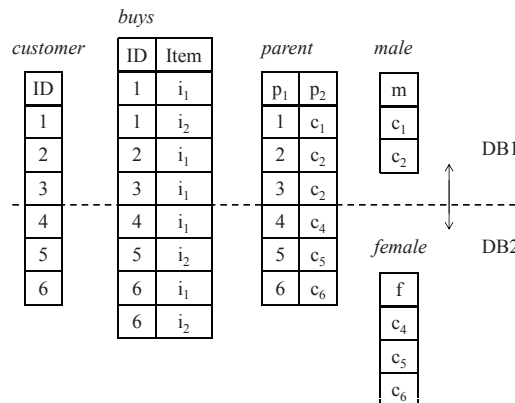 buys
customer
parent
male
ID Item
ID
p1 p2
m
1 i1
1
1 c1
c1
1 i2
2
2 c2
c2
2 i1
DB1
3
3 c2
3 i1
4
4 c4
4 i1
5
5 c5
female
DB2
5 i2
6
6 c6
f
6 i1
c4
6 i2
c5
c6